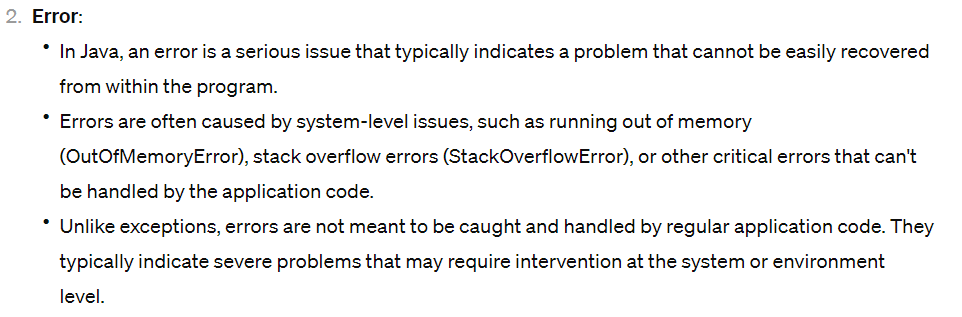 2. Error:
• In Java, an error is a serious issue that typically indicates a problem that cannot be easily recovered
from within the program.
• Errors are often caused by system-level issues, such as running out of memory
(OutOfMemoryError), stack overflow errors (StackOverflowError), or other critical errors that can't
be handled by the application code.
• Unlike exceptions, errors are not meant to be caught and handled by regular application code. They
typically indicate severe problems that may require intervention at the system or environment
level.